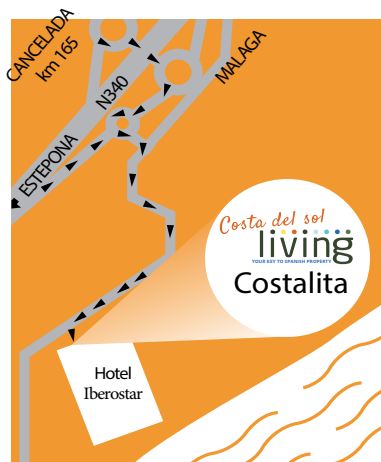 CANCELADA
km 165
N340
MALAGA
ESTEPONA
Costa del sol
living
YOUR KEY TO SPANISH PROPERTY
Costalita
Hotel
Iberostar